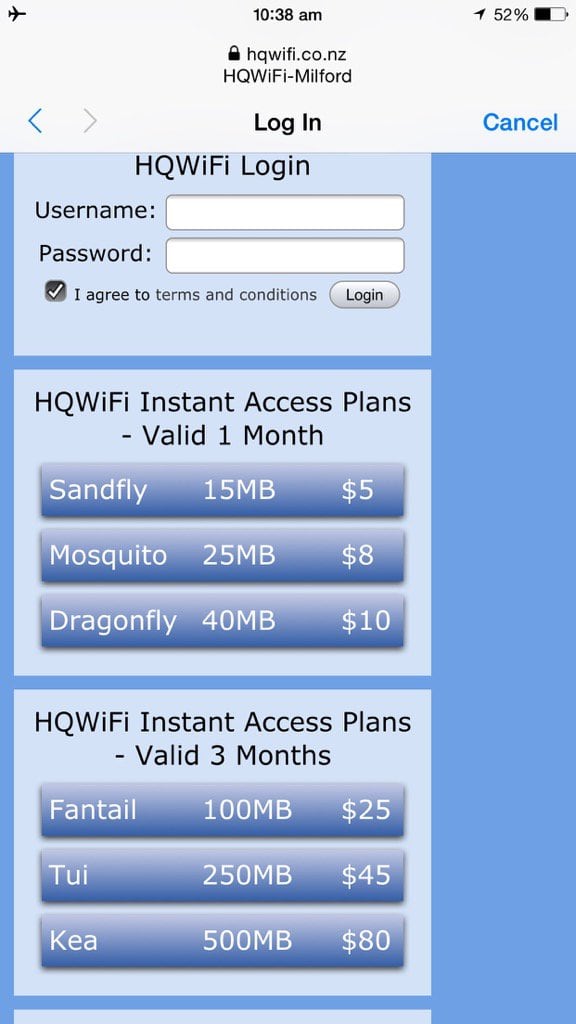 10:38 am
52%
hqwifi.co.nz
HQWiFi-Milford
Log In
Cancel
HQWiFi Login
Username:
Password:
I agree to terms and conditions
Login
HQWiFi Instant Access Plans
- Valid 1 Month
Sandfly 15MB $5
Mosquito 25MB $8
Dragonfly 40MB $10
HQWiFi Instant Access Plans
- Valid 3 Months
Fantail 100MB $25
Tui 250MB $45
Kea 500MB $80